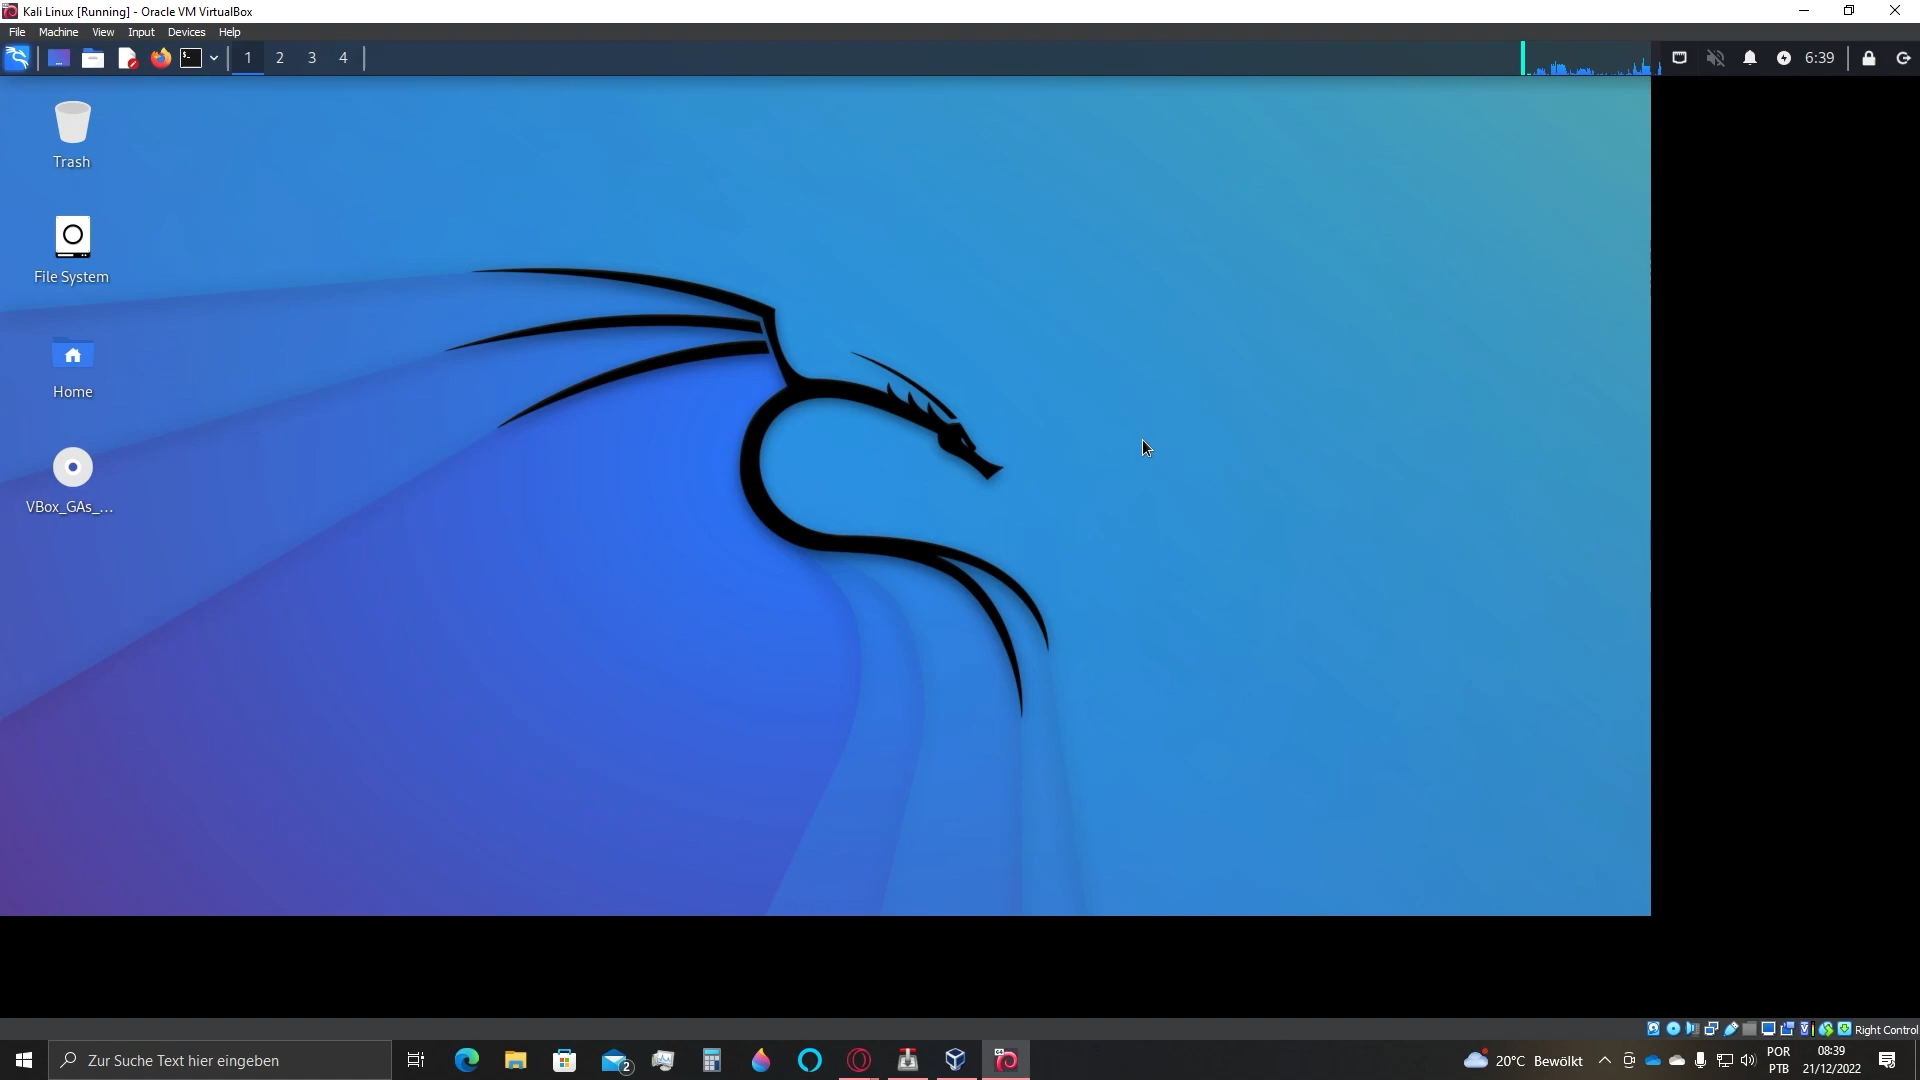 Kali Linux [Running] - Oracle VM VirtualBox
File Machine View Input Devices Help
1 2 3 4 6:39
Trash
File System
Home
VBox_GAs_...
Right Control
Zur Suche Text hier eingeben
2
64
20°C Bewölkt
POR
PTB
08:39
21/12/2022